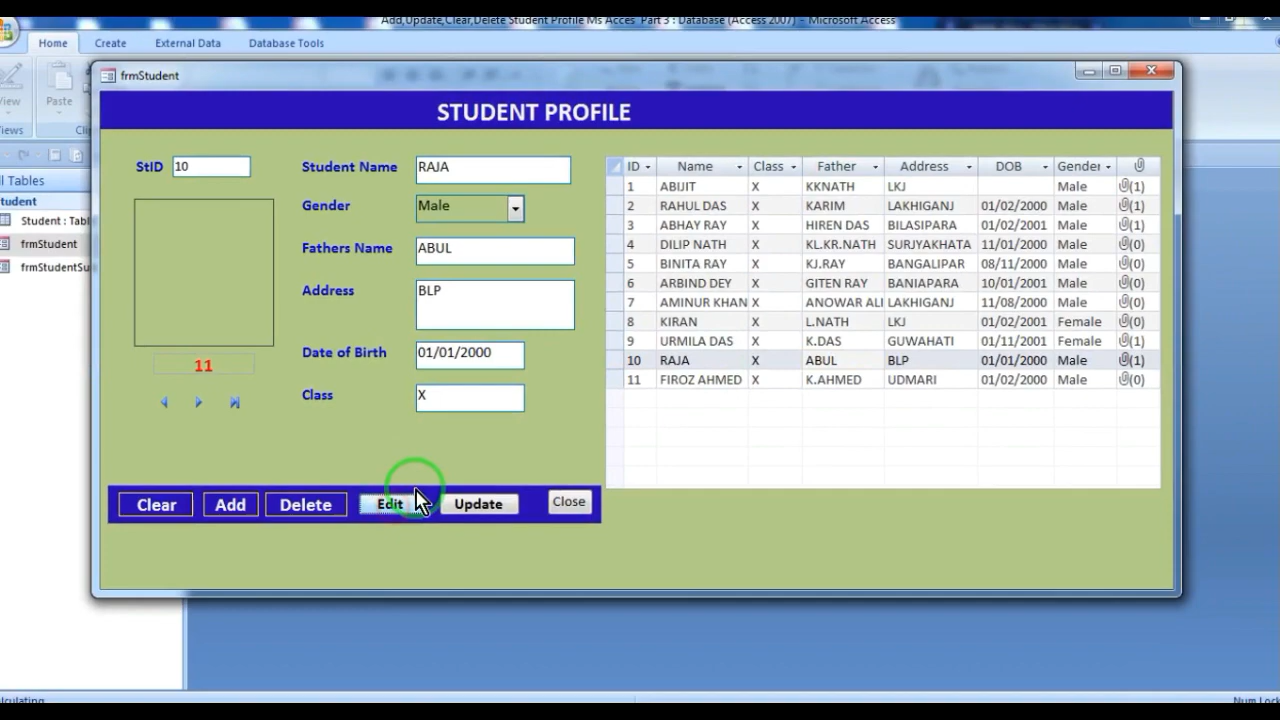 Add,Update,Clear,Delete Student Profile Ms Acces Part 3 : Database (Access 2007) - Microsoft Access
Home Create External Data Database Tools
View Paste
Views
frmStudent
STUDENT PROFILE
All Tables
Student
Student : Tabl
frmStudent
frmStudentSu
StID 10
Student Name RAJA
Gender Male
Fathers Name ABUL
Address BLP
Date of Birth 01/01/2000
11
Class X
ID Name Class Father Address DOB Gender
1 ABIJIT X KKNATH LKJ Male (1)
2 RAHUL DAS X KARIM LAKHIGANJ 01/02/2000 Male (1)
3 ABHAY RAY X HIREN DAS BILASIPARA 01/02/2001 Male (1)
4 DILIP NATH X KL.KR.NATH SURJYAKHATA 11/01/2000 Male (0)
5 BINITA RAY X KJ.RAY BANGALIPAR 08/11/2000 Male (0)
6 ARBIND DEY X GITEN RAY BANIAPARA 10/01/2001 Male (0)
7 AMINUR KHAN X ANOWAR ALI LAKHIGANJ 11/08/2000 Male (0)
8 KIRAN X L.NATH LKJ 01/02/2001 Female (0)
9 URMILA DAS X K.DAS GUWAHATI 01/11/2001 Female (1)
10 RAJA X ABUL BLP 01/01/2000 Male (1)
11 FIROZ AHMED X K.AHMED UDMARI 01/02/2000 Male (0)
Clear Add Delete Edit Update Close
lculating...
Num Lock